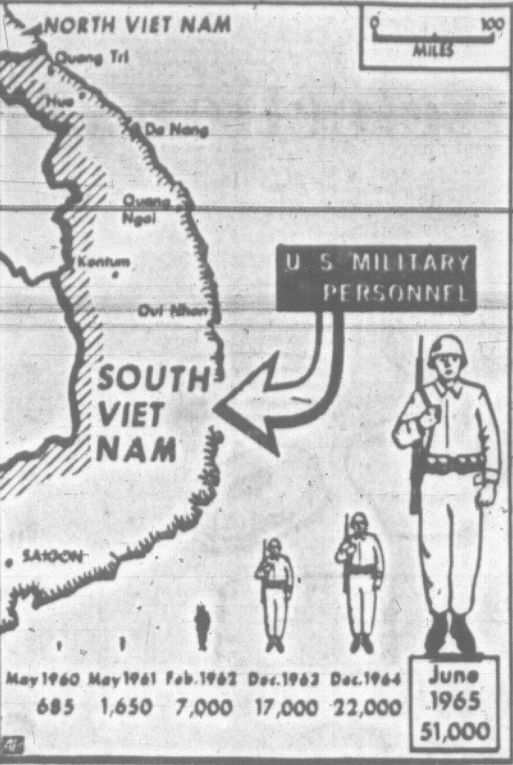 NORTH VIET NAM
0 100
MILES
Quang Tri
Hue
Da Nang
Quang
Ngai
Kontum
U S MILITARY
PERSONNEL
Qui Nhon
SOUTH
VIET
NAM
SAIGON
May 1960 May 1961 Feb. 1962 Dec. 1963 Dec. 1964 June
1965
685 1,650 7,000 17,000 22,000 51,000